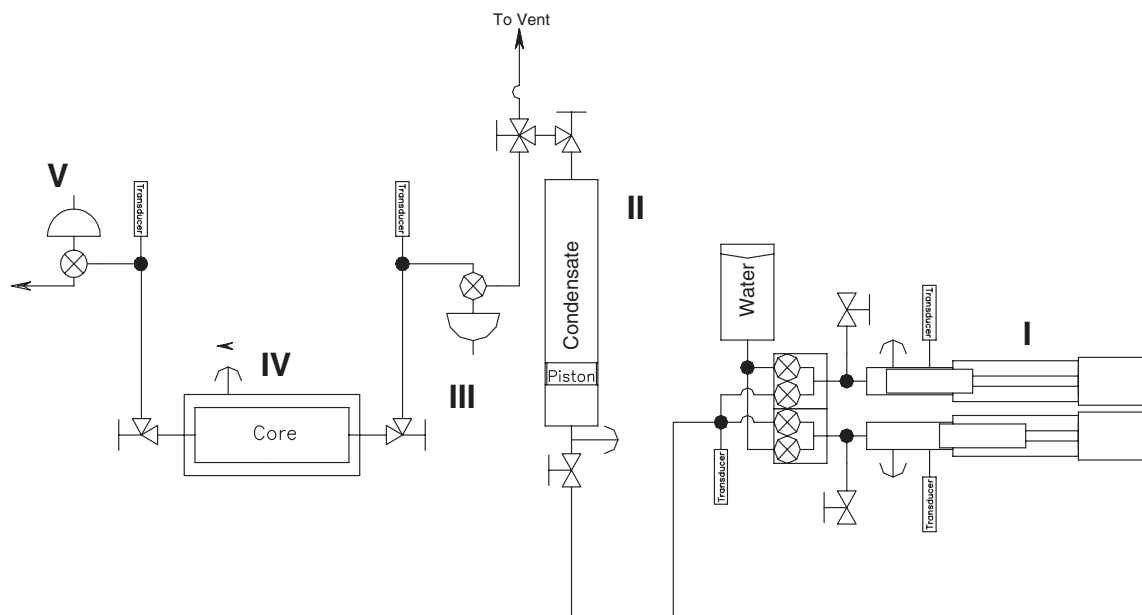 To Vent
V
Transducer
Transducer
II
Condensate
Water
Transducer
I
Piston
IV
III
Core
Transducer
Transducer